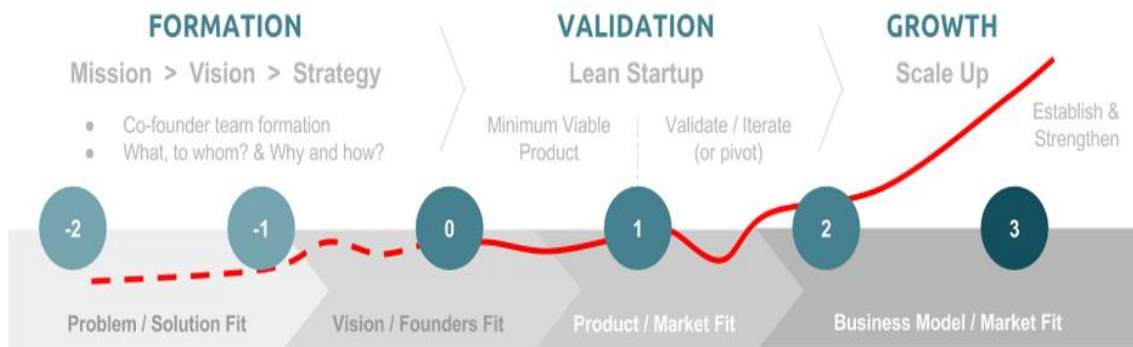 FORMATION
Mission > Vision > Strategy
● Co-founder team formation
● What, to whom? & Why and how?
VALIDATION
Lean Startup
Minimum Viable
Product
Validate / Iterate
(or pivot)
GROWTH
Scale Up
Establish &
Strengthen
-2
-1
0
1
2
3
Problem / Solution Fit
Vision / Founders Fit
Product / Market Fit
Business Model / Market Fit